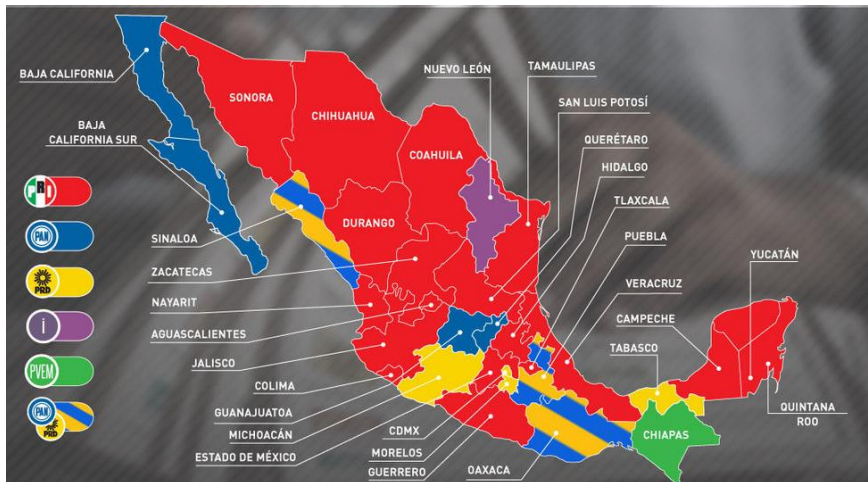 BAJA CALIFORNIA
BAJA
CALIFORNIA SUR
SONORA
CHIHUAHUA
COAHUILA
NUEVO LEÓN
TAMAULIPAS
SAN LUIS POTOSÍ
QUERÉTARO
HIDALGO
TLAXCALA
PUEBLA
VERACRUZ
YUCATÁN
CAMPECHE
TABASCO
QUINTANA
ROO
CHIAPAS
DURANGO
SINALOA
ZACATECAS
NAYARIT
AGUASCALIENTES
JALISCO
COLIMA
GUANAJUATOA
MICHOACÁN
ESTADO DE MÉXICO
CDMX
MORELOS
GUERRERO
OAXACA
PRI
PAN
PRD
i
PVEM
PAN
PRD